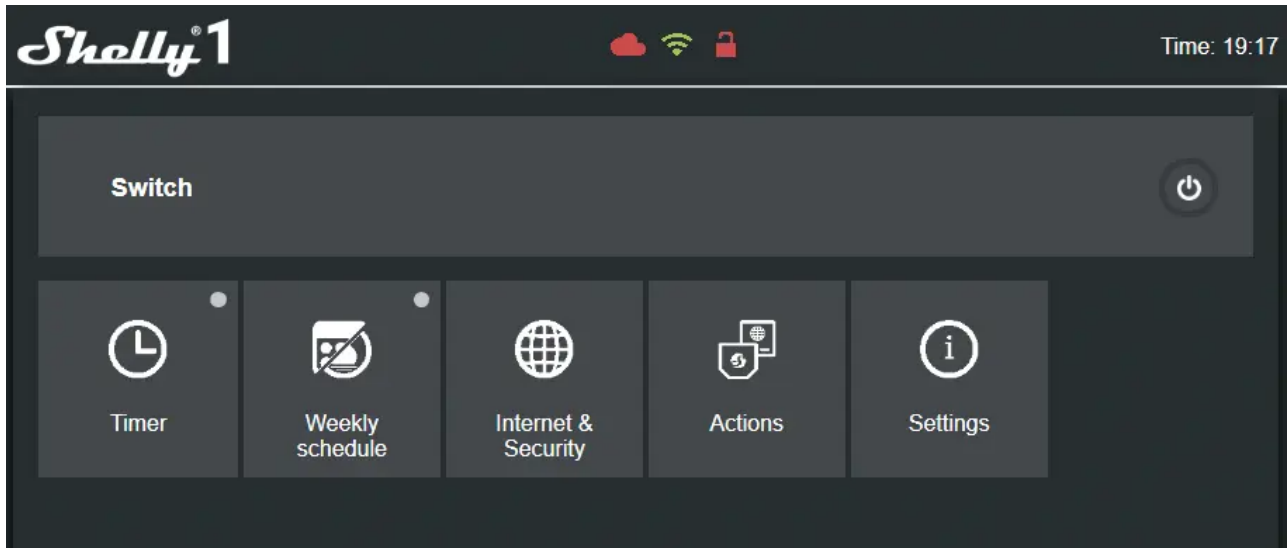 Shelly®1
Time: 19:17
Switch
Timer
Weekly
schedule
Internet &
Security
Actions
i
Settings